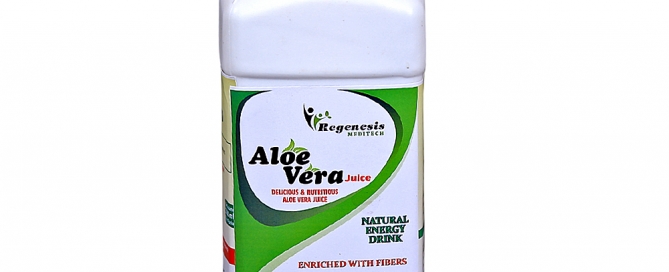 Regenesis
MEDITECH
Aloe
Vera Juice
DELICIOUS & NUTRITIOUS
ALOE VERA JUICE
NATURAL
ENERGY
DRINK
ENRICHED WITH FIBERS